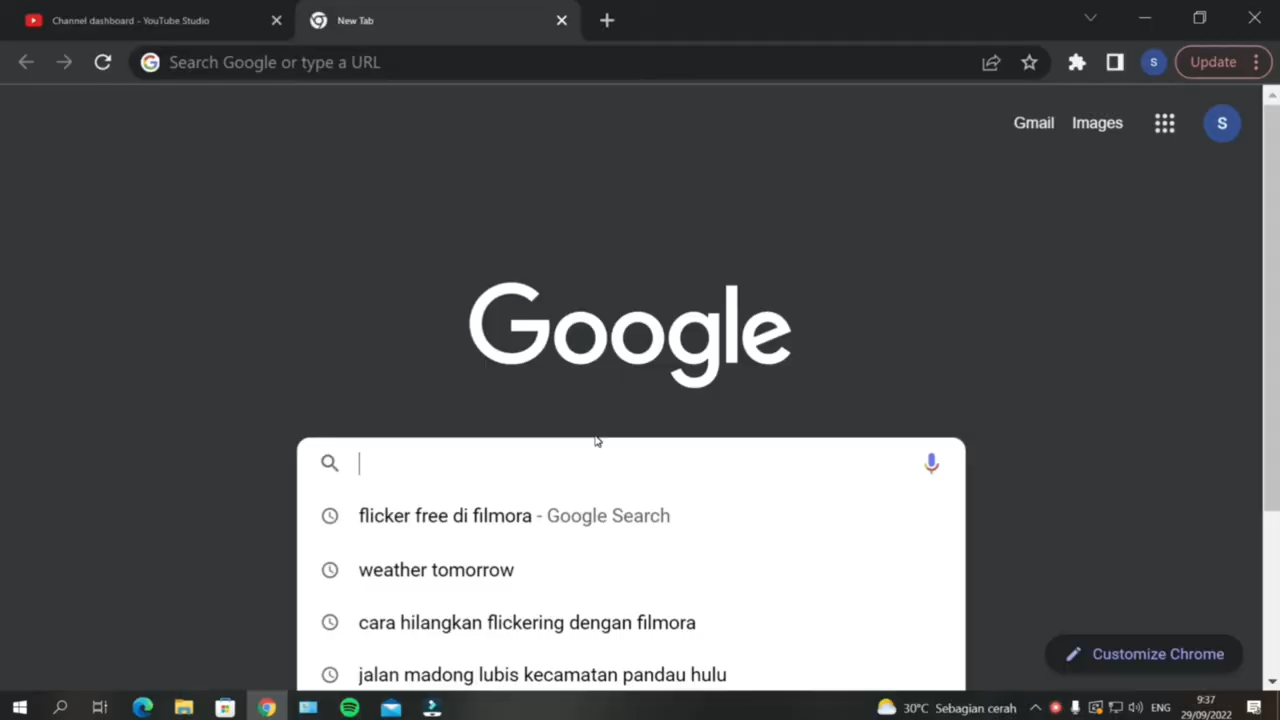 Channel dashboard - YouTube Studio
New Tab
Search Google or type a URL
S
Update
Gmail
Images
S
Google
flicker free di filmora - Google Search
weather tomorrow
cara hilangkan flickering dengan filmora
jalan madong lubis kecamatan pandau hulu
Customize Chrome
30°C Sebagian cerah
ENG
9:37
29/09/2022